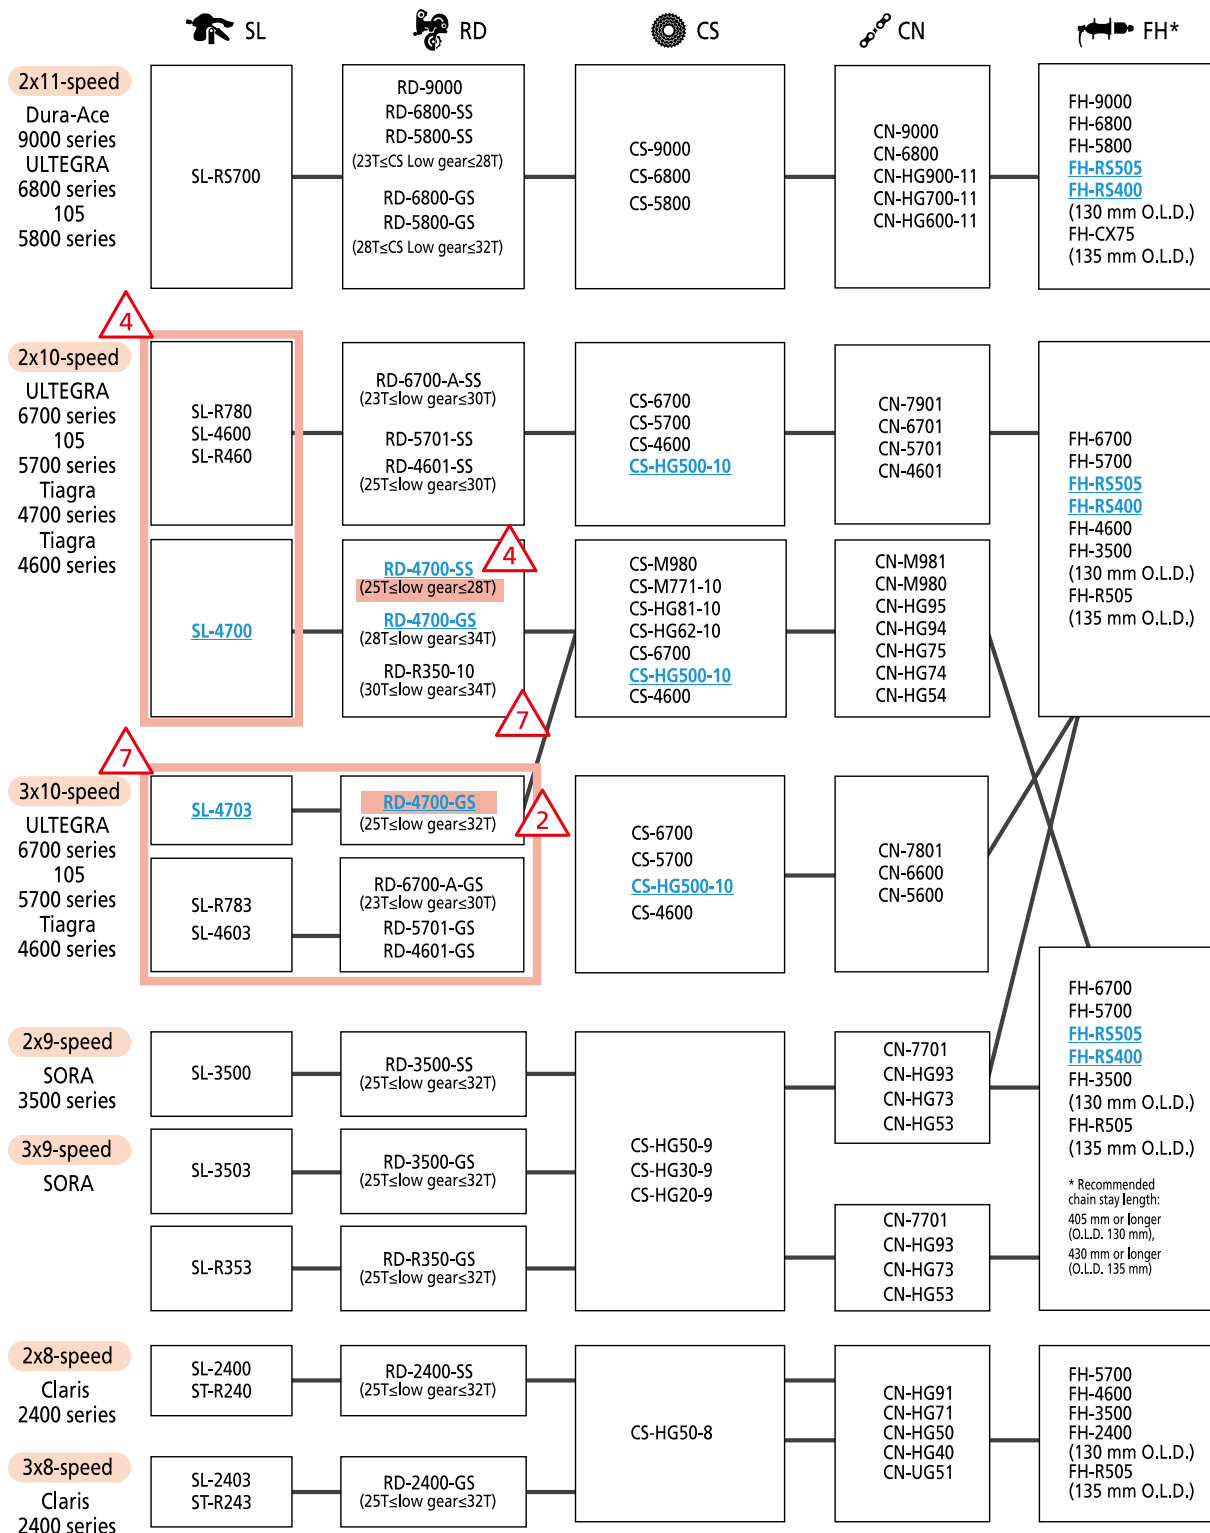 SL
RD
CS
CN
FH*
2x11-speed
Dura-Ace
9000 series
ULTEGRA
6800 series
105
5800 series
SL-RS700
RD-9000
RD-6800-SS
RD-5800-SS
(23T≤CS Low gear≤28T)
RD-6800-GS
RD-5800-GS
(28T≤CS Low gear≤32T)
CS-9000
CS-6800
CS-5800
CN-9000
CN-6800
CN-HG900-11
CN-HG700-11
CN-HG600-11
FH-9000
FH-6800
FH-5800
FH-RS505
FH-RS400
(130 mm O.L.D.)
FH-CX75
(135 mm O.L.D.)
4
2x10-speed
ULTEGRA
6700 series
105
5700 series
Tiagra
4700 series
Tiagra
4600 series
SL-R780
SL-4600
SL-R460
RD-6700-A-SS
(23T≤low gear≤30T)
RD-5701-SS
RD-4601-SS
(25T≤low gear≤30T)
CS-6700
CS-5700
CS-4600
CS-HG500-10
CN-7901
CN-6701
CN-5701
CN-4601
FH-6700
FH-5700
FH-RS505
FH-RS400
FH-4600
FH-3500
(130 mm O.L.D.)
FH-R505
(135 mm O.L.D.)
SL-4700
4
RD-4700-SS
(25T≤low gear≤28T)
RD-4700-GS
(28T≤low gear≤34T)
RD-R350-10
(30T≤low gear≤34T)
7
CS-M980
CS-M771-10
CS-HG81-10
CS-HG62-10
CS-6700
CS-HG500-10
CS-4600
CN-M981
CN-M980
CN-HG95
CN-HG94
CN-HG75
CN-HG74
CN-HG54
7
3x10-speed
ULTEGRA
6700 series
105
5700 series
Tiagra
4600 series
SL-4703
RD-4700-GS
(25T≤low gear≤32T)
2
SL-R783
SL-4603
RD-6700-A-GS
(23T≤low gear≤30T)
RD-5701-GS
RD-4601-GS
CS-6700
CS-5700
CS-HG500-10
CS-4600
CN-7801
CN-6600
CN-5600
2x9-speed
SORA
3500 series
SL-3500
RD-3500-SS
(25T≤low gear≤32T)
3x9-speed
SORA
SL-3503
RD-3500-GS
(25T≤low gear≤32T)
SL-R353
RD-R350-GS
(25T≤low gear≤32T)
CS-HG50-9
CS-HG30-9
CS-HG20-9
CN-7701
CN-HG93
CN-HG73
CN-HG53
CN-7701
CN-HG93
CN-HG73
CN-HG53
FH-6700
FH-5700
FH-RS505
FH-RS400
FH-3500
(130 mm O.L.D.)
FH-R505
(135 mm O.L.D.)
* Recommended
chain stay length:
405 mm or longer
(O.L.D. 130 mm),
430 mm or longer
(O.L.D. 135 mm)
2x8-speed
Claris
2400 series
SL-2400
ST-R240
RD-2400-SS
(25T≤low gear≤32T)
3x8-speed
Claris
2400 series
SL-2403
ST-R243
RD-2400-GS
(25T≤low gear≤32T)
CS-HG50-8
CN-HG91
CN-HG71
CN-HG50
CN-HG40
CN-UG51
FH-5700
FH-4600
FH-3500
FH-2400
(130 mm O.L.D.)
FH-R505
(135 mm O.L.D.)